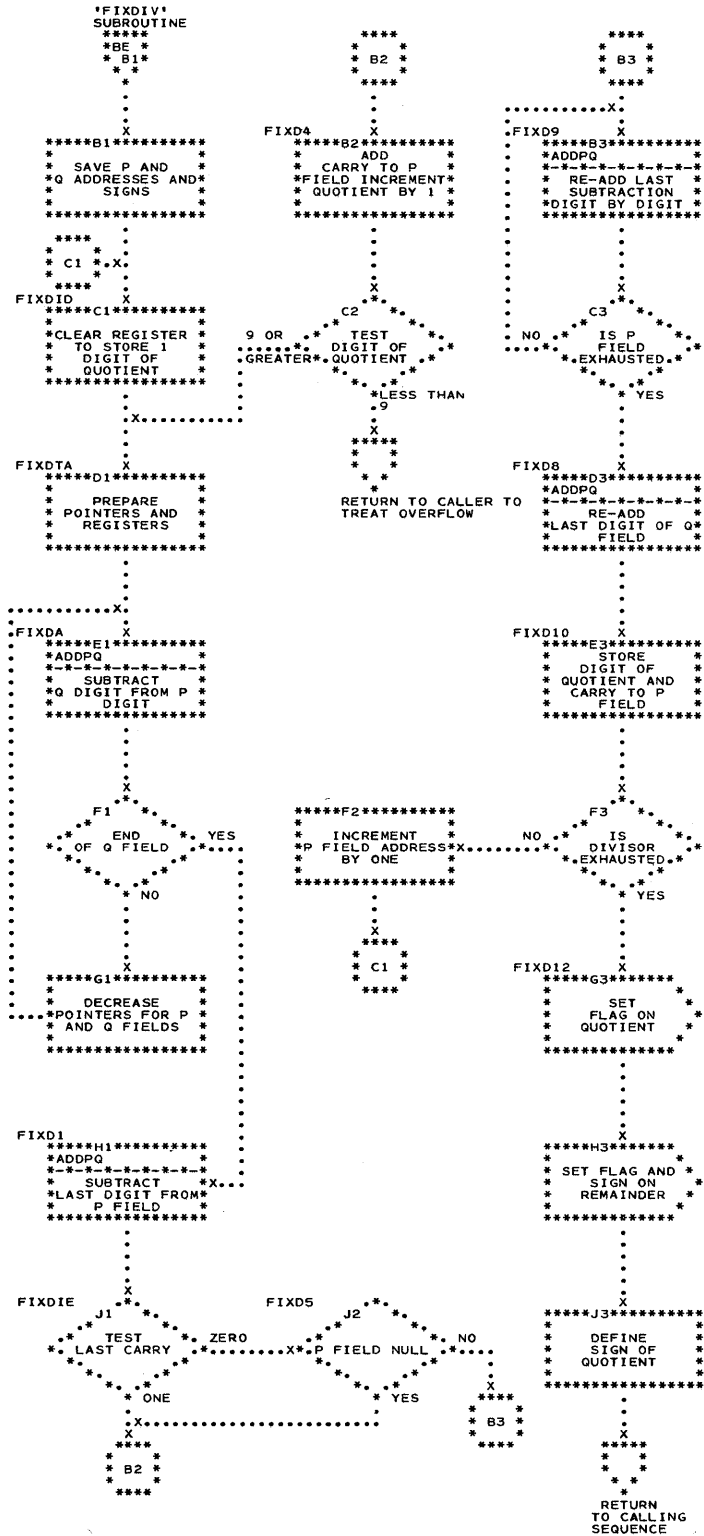 'FIXDIV'
SUBROUTINE
BE
B1
B1
SAVE P AND
Q ADDRESSES AND
SIGNS
C1
FIXDID
C1
CLEAR REGISTER
TO STORE 1
DIGIT OF
QUOTIENT
FIXDTA
D1
PREPARE
POINTERS AND
REGISTERS
FIXDA
E1
ADDPQ
SUBTRACT
Q DIGIT FROM P
DIGIT
F1
END
OF Q FIELD
YES
NO
G1
DECREASE
POINTERS FOR P
AND Q FIELDS
FIXD1
H1
ADDPQ
SUBTRACT
LAST DIGIT FROM
P FIELD
FIXDIE
J1
TEST
LAST CARRY
ZERO
ONE
B2
B2
FIXD4
B2
ADD
CARRY TO P
FIELD INCREMENT
QUOTIENT BY 1
C2
9 OR
GREATER
TEST
DIGIT OF
QUOTIENT
LESS THAN
9
RETURN TO CALLER TO
TREAT OVERFLOW
F2
INCREMENT
P FIELD ADDRESS
BY ONE
C1
FIXD5
J2
P FIELD NULL
NO
YES
B3
B3
FIXD9
B3
ADDPQ
RE-ADD LAST
SUBTRACTION
DIGIT BY DIGIT
C3
NO
IS P
FIELD
EXHAUSTED
YES
FIXD8
D3
ADDPQ
RE-ADD
LAST DIGIT OF Q
FIELD
FIXD10
E3
STORE
DIGIT OF
QUOTIENT AND
CARRY TO P
FIELD
F3
NO
IS
DIVISOR
EXHAUSTED
YES
FIXD12
G3
SET
FLAG ON
QUOTIENT
H3
SET FLAG AND
SIGN ON
REMAINDER
J3
DEFINE
SIGN OF
QUOTIENT
RETURN
TO CALLING
SEQUENCE